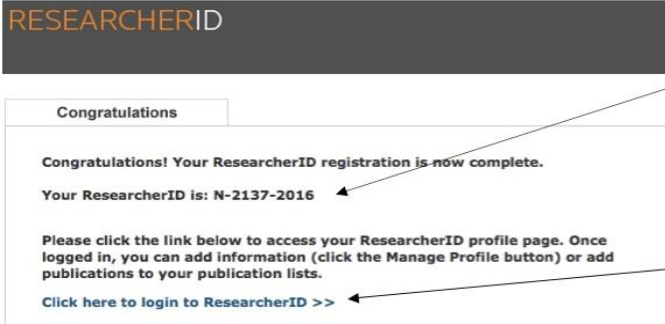 RESEARCHERID
Congratulations
Congratulations! Your ResearcherID registration is now complete.
Your ResearcherID is: N-2137-2016
Please click the link below to access your ResearcherID profile page. Once
logged in, you can add information (click the Manage Profile button) or add
publications to your publication lists.
Click here to login to ResearcherID >>